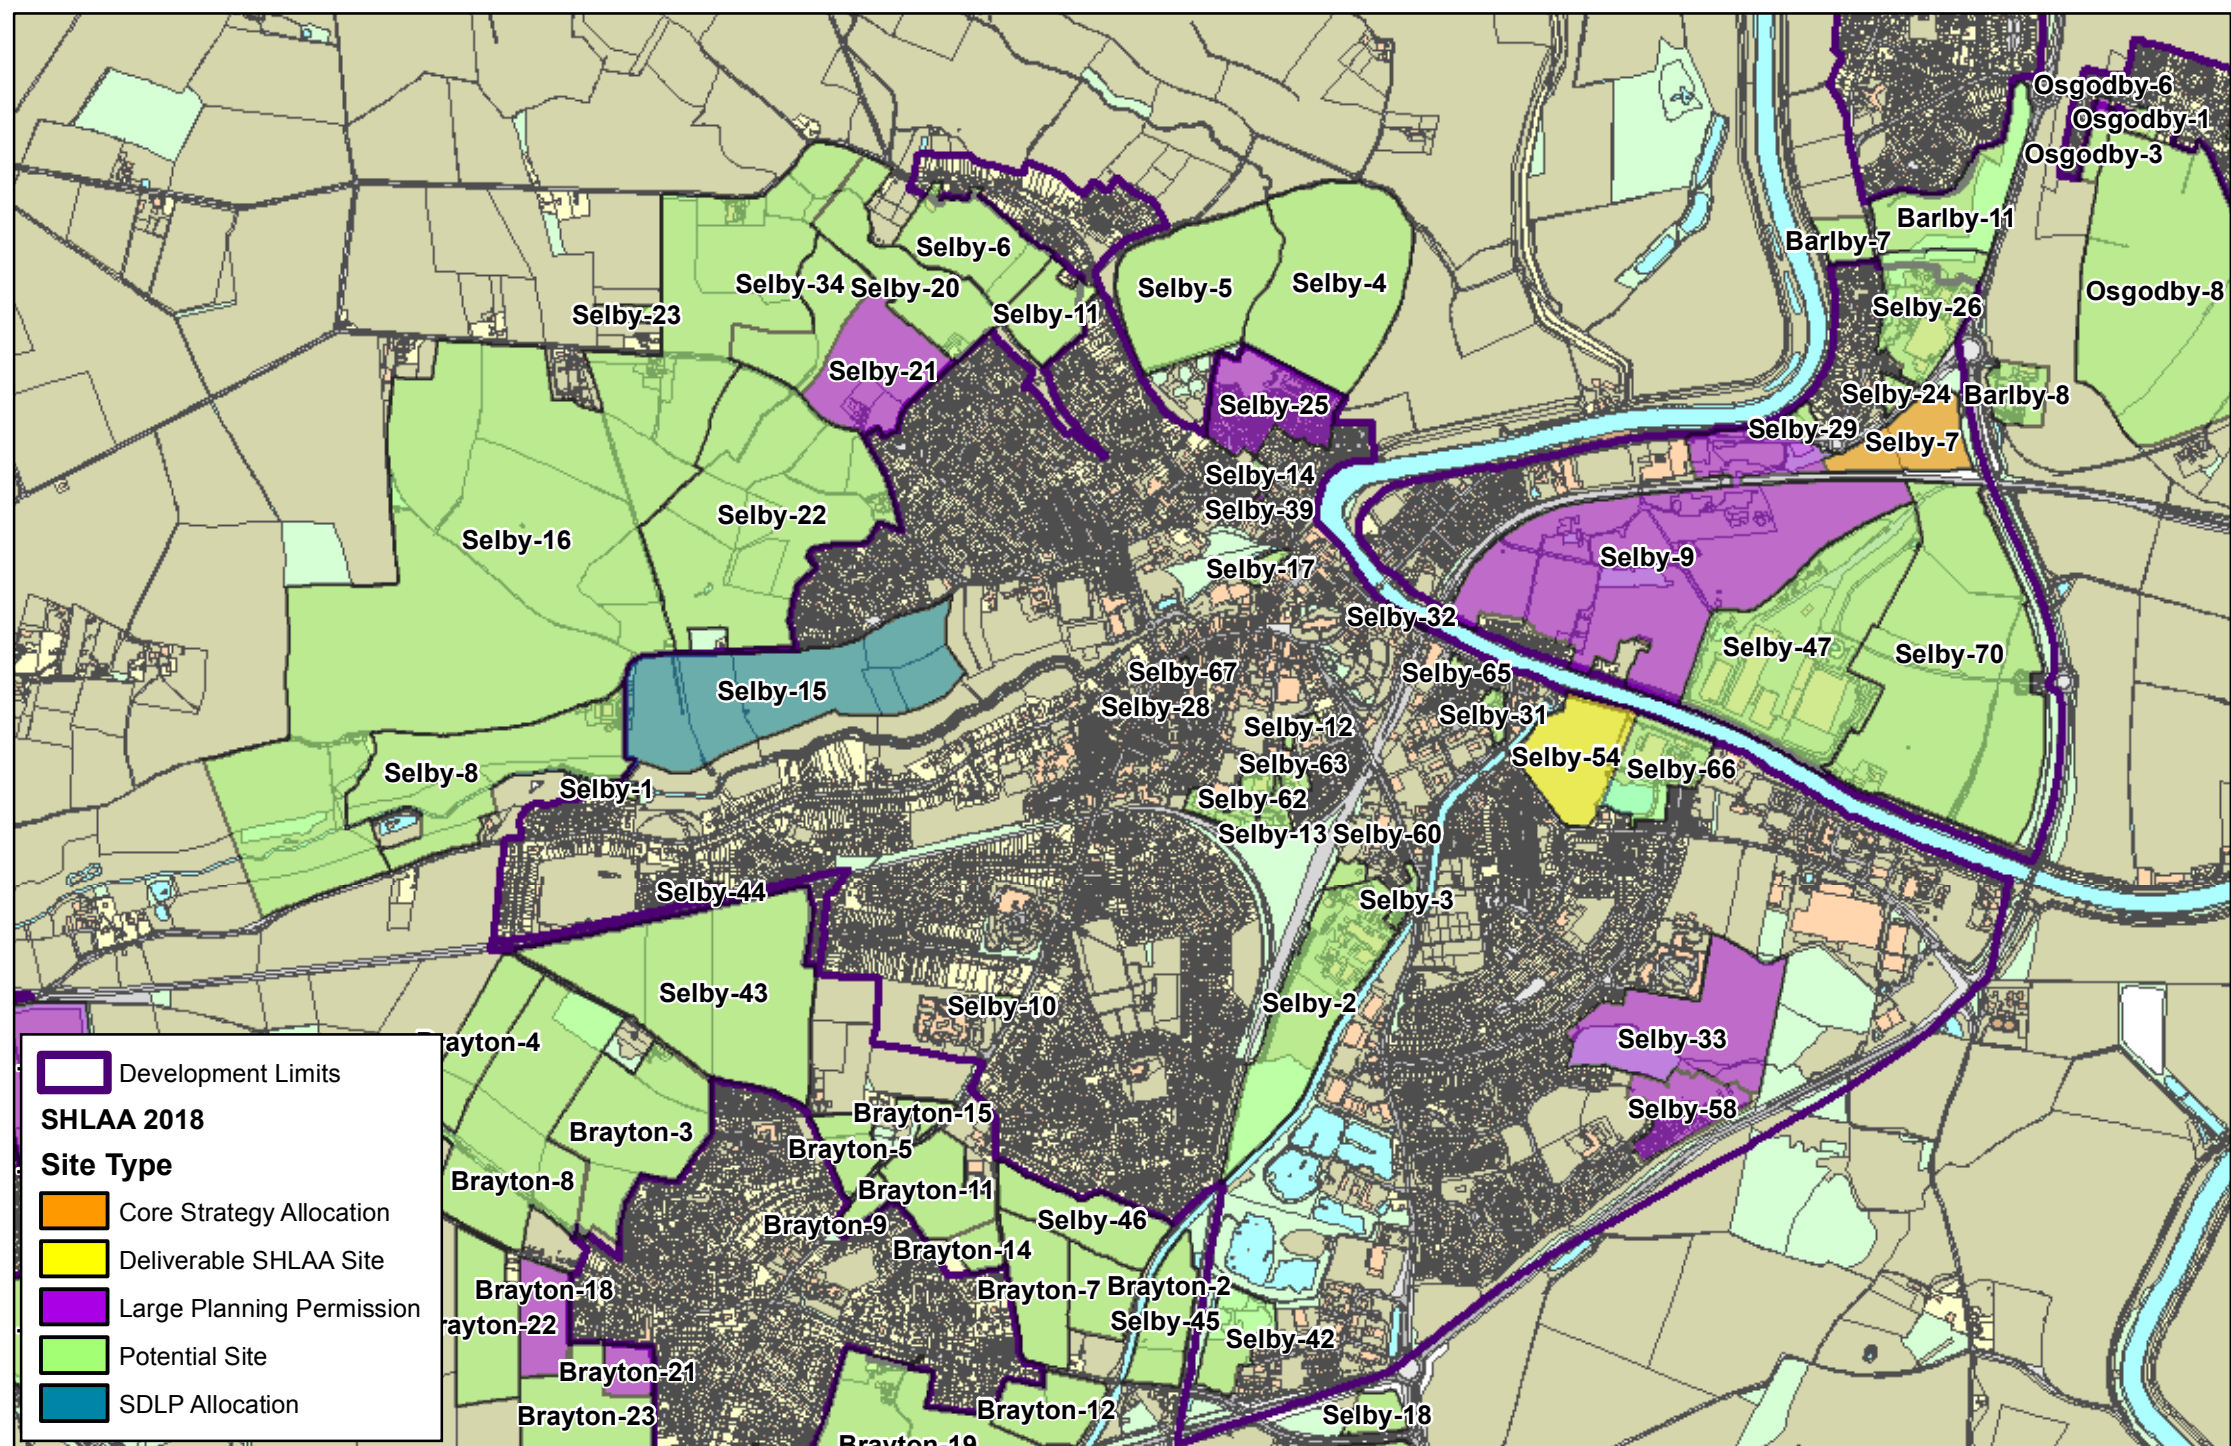 Osgodby-6
Osgodby-1
Osgodby-3
Barlby-11
Barlby-7
Selby-6
Selby-34
Selby-20
Selby-5
Selby-4
Osgodby-8
Selby-23
Selby-11
Selby-26
Selby-21
Selby-25
Selby-24
Barlby-8
Selby-29
Selby-7
Selby-14
Selby-39
Selby-22
Selby-16
Selby-17
Selby-9
Selby-32
Selby-47
Selby-70
Selby-67
Selby-65
Selby-15
Selby-28
Selby-31
Selby-12
Selby-54
Selby-63
Selby-66
Selby-8
Selby-1
Selby-62
Selby-13
Selby-60
Selby-44
Selby-3
Selby-43
Selby-10
Selby-2
rayton-4
Selby-33
Brayton-15
Selby-58
Brayton-3
Brayton-5
Brayton-8
Brayton-11
Brayton-9
Selby-46
Brayton-14
Brayton-18
Brayton-7
Brayton-2
rayton-22
Selby-45
Selby-42
Brayton-21
Brayton-23
Brayton-12
Selby-18
Brayton-19
Development Limits
SHLAA 2018
Site Type
Core Strategy Allocation
Deliverable SHLAA Site
Large Planning Permission
Potential Site
SDLP Allocation